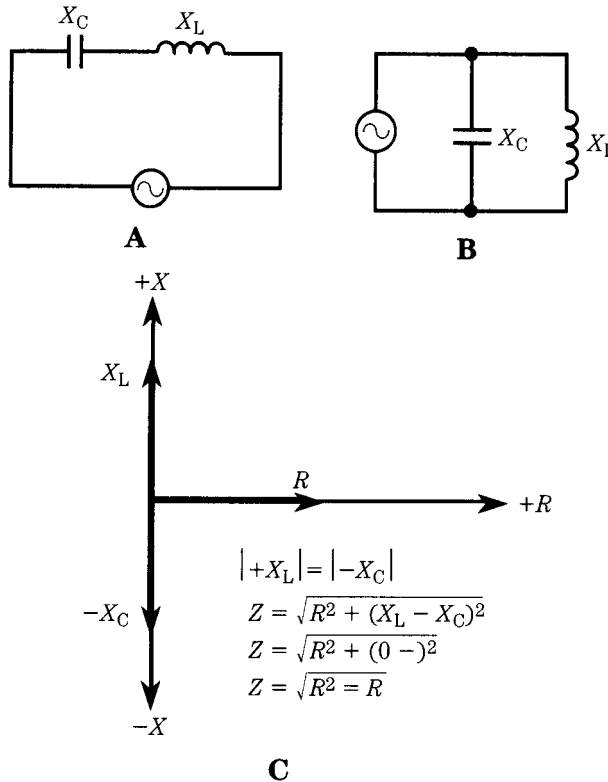 X_C X_L
A
X_C X_L
B
+X
X_L
R
+R
-X_C
-X
|+X_L| = |-X_C|
Z = √R² + (X_L − X_C)²
Z = √R² + (0 −)²
Z = √R² = R
C